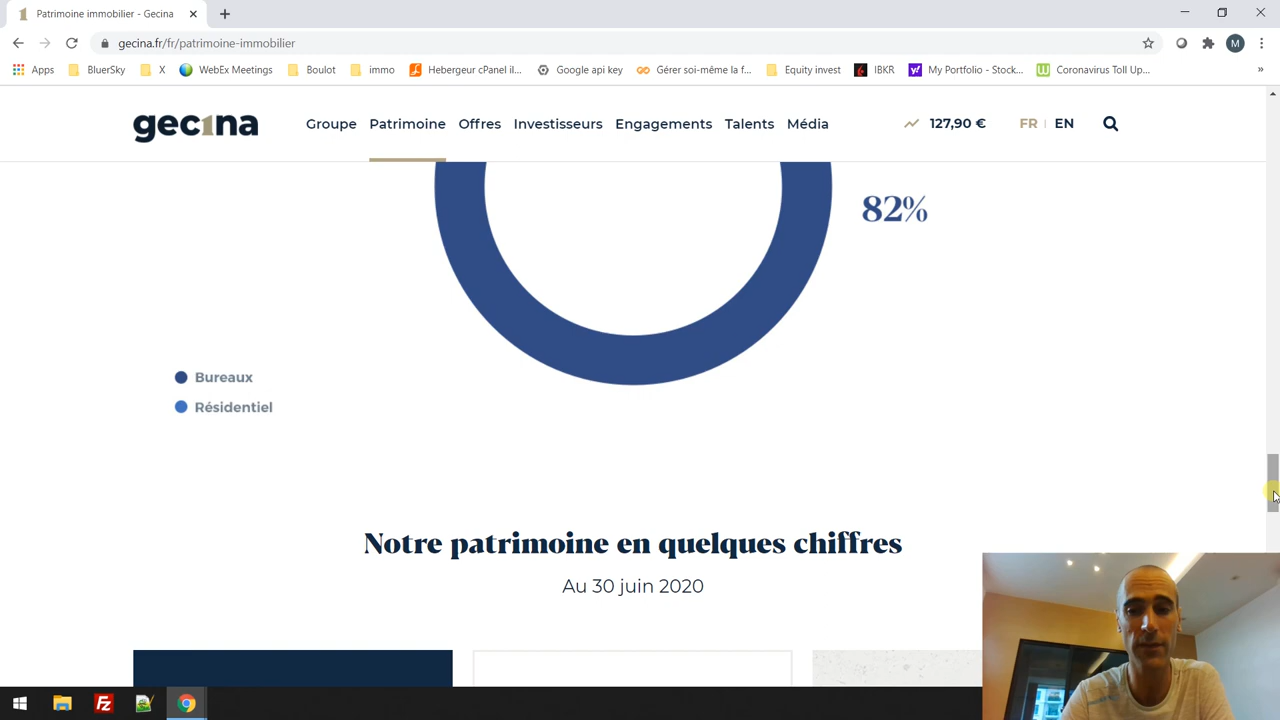 Patrimoine immobilier - Gecina
gecina.fr/fr/patrimoine-immobilier
M
Apps BluerSky X WebEx Meetings Boulot immo Hebergeur cPanel il... Google api key Gérer soi-même la f... Equity invest IBKR My Portfolio - Stock... Coronavirus Toll Up... »
gec1na Groupe Patrimoine Offres Investisseurs Engagements Talents Média 127,90 € FR EN
82%
Bureaux
Résidentiel
Notre patrimoine en quelques chiffres
Au 30 juin 2020